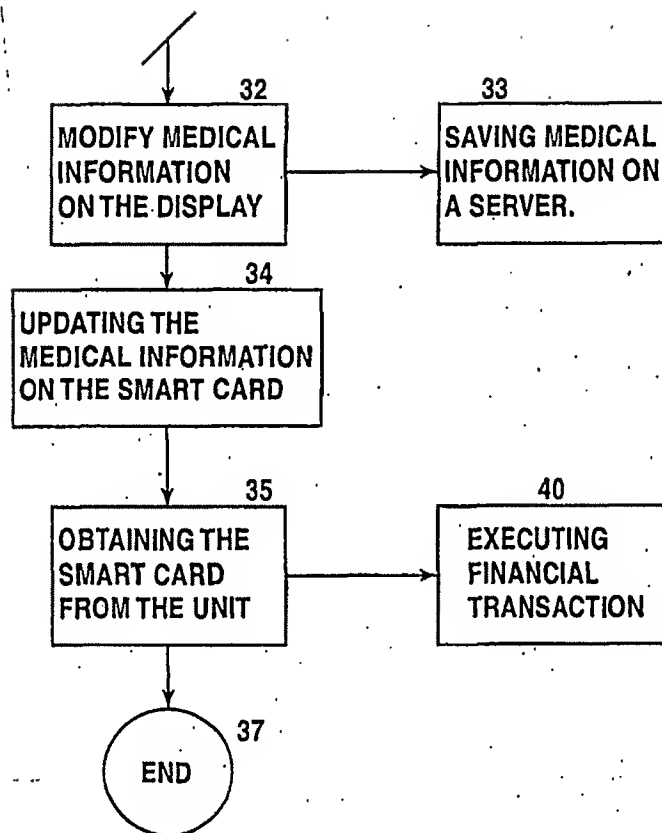 32
MODIFY MEDICAL
INFORMATION
ON THE DISPLAY
33
SAVING MEDICAL
INFORMATION ON
A SERVER.
34
UPDATING THE
MEDICAL INFORMATION
ON THE SMART CARD
35
OBTAINING THE
SMART CARD
FROM THE UNIT
40
EXECUTING
FINANCIAL
TRANSACTION
37
END